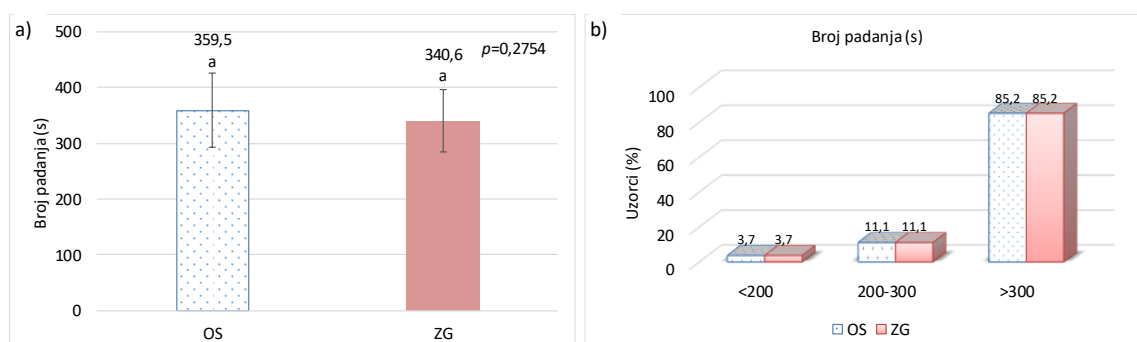 a)
500
400
300
200
100
0
Broj padanja (s)
359,5
a
340,6
a
p=0,2754
OS
ZG
b)
Broj padanja (s)
100
80
60
40
20
0
Uzorci (%)
3,7
3,7
11,1
11,1
85,2
85,2
<200
200-300
>300
OS
ZG